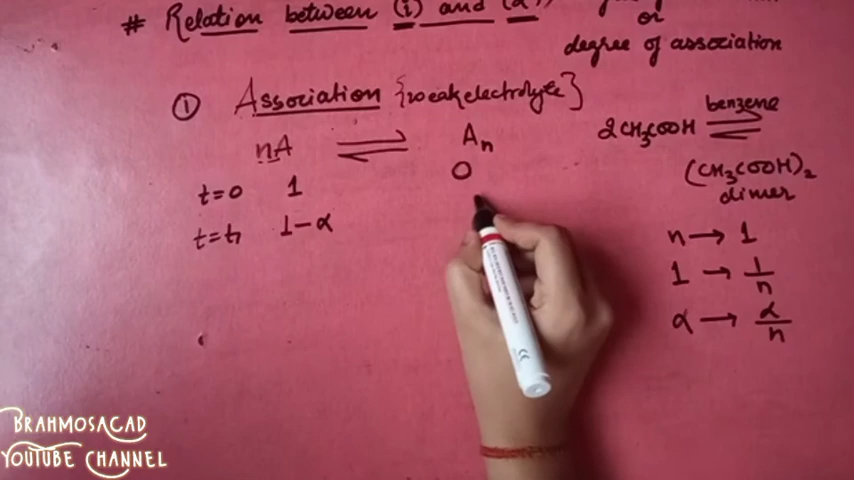 # Relation between (i) and (α)
or
degree of association
① Association {weak electrolyte}
nA ⇌ Aₙ
t=0 1 0
t=t₁ 1-α
2CH₃COOH benzene ⇌
(CH₃COOH)₂
dimer
n → 1
1 → 1/n
α → α/n
BRAHMOSACAD
YOUTUBE CHANNEL